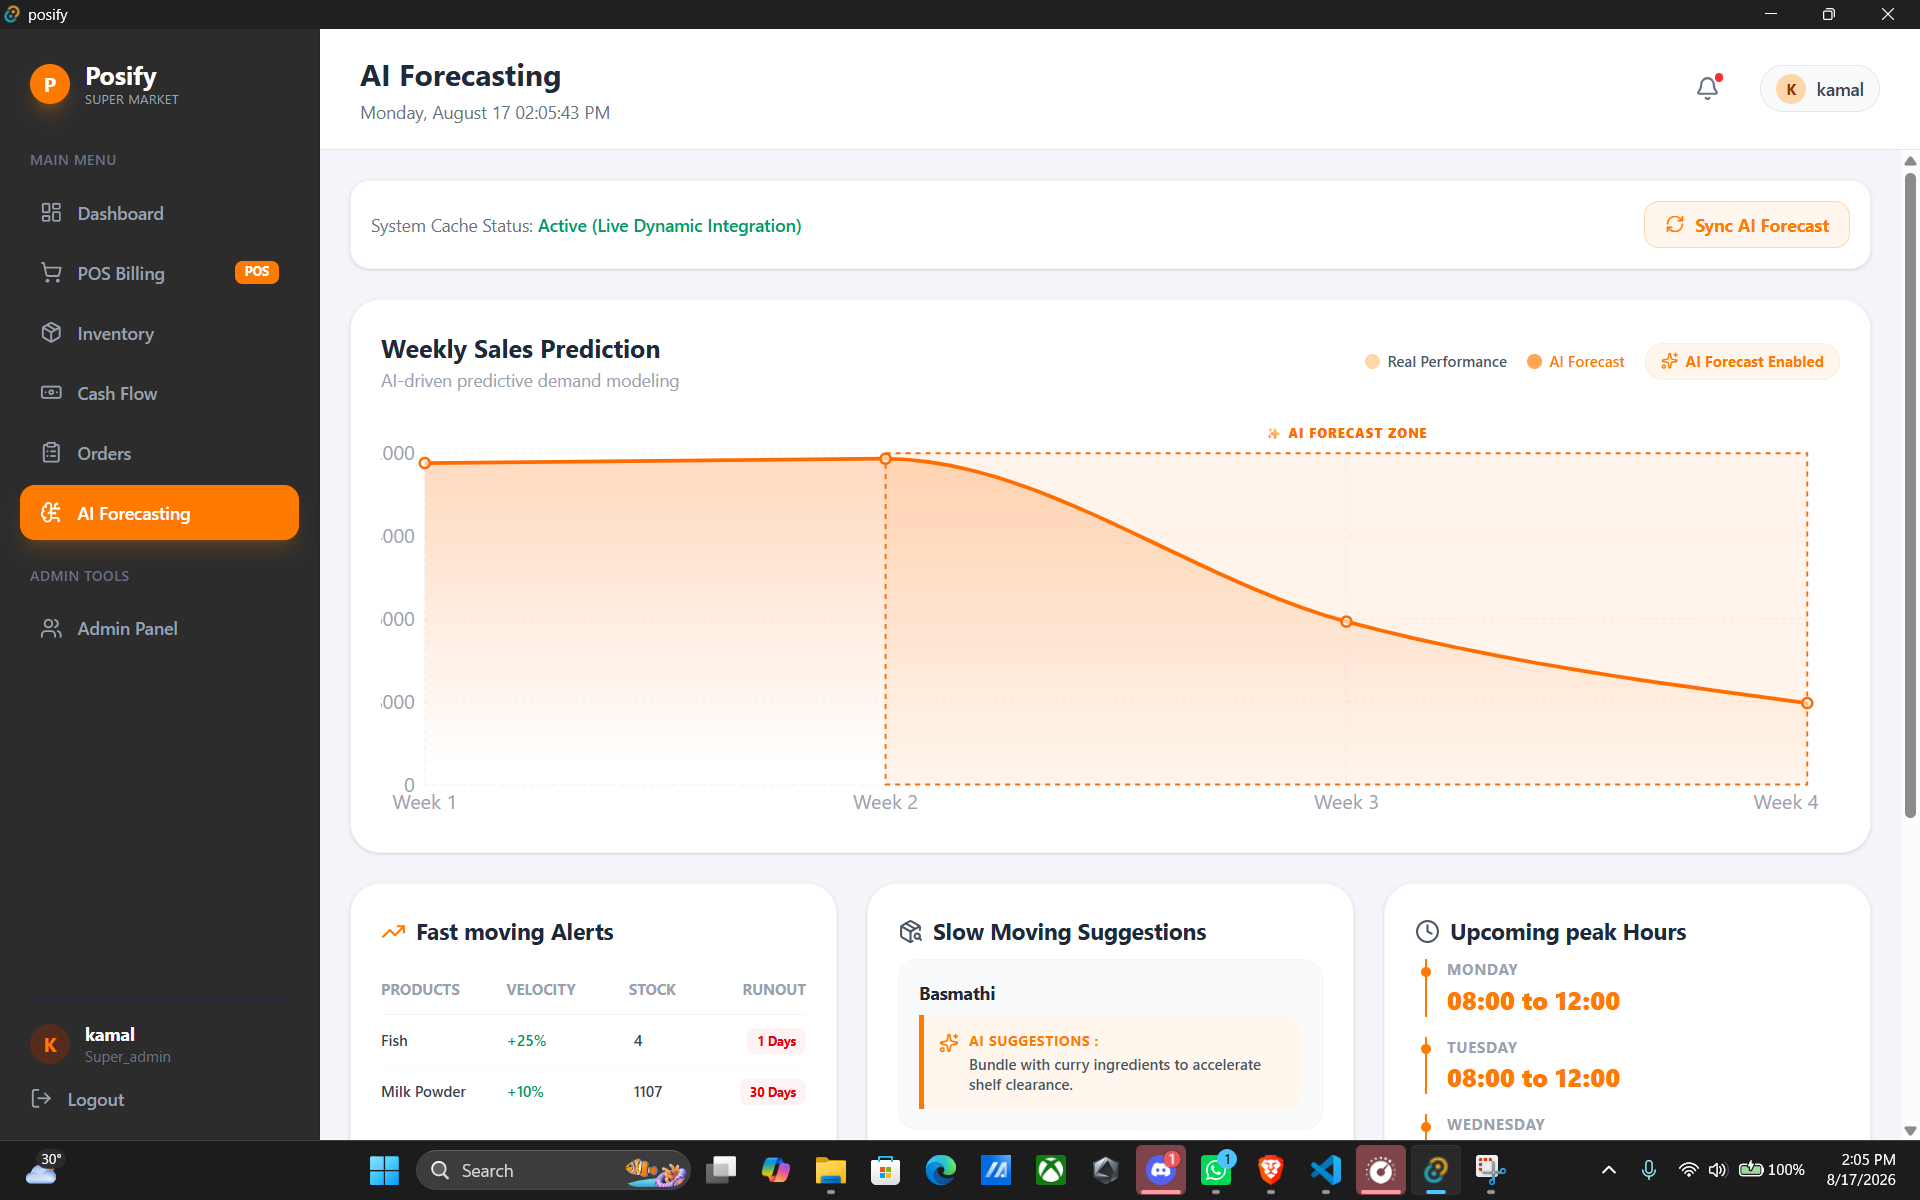 posify
P
Posify
SUPER MARKET
MAIN MENU
Dashboard
POS Billing
POS
Inventory
Cash Flow
Orders
AI Forecasting
ADMIN TOOLS
Admin Panel
K
kamal
Super_admin
Logout
AI Forecasting
Monday, August 17 02:05:43 PM
K
kamal
System Cache Status: Active (Live Dynamic Integration)
Sync AI Forecast
Weekly Sales Prediction
AI-driven predictive demand modeling
Real Performance
AI Forecast
AI Forecast Enabled
AI FORECAST ZONE
000
000
000
000
0
Week 1
Week 2
Week 3
Week 4
Fast moving Alerts
PRODUCTS VELOCITY STOCK RUNOUT
Fish +25% 4 1 Days
Milk Powder +10% 1107 30 Days
Slow Moving Suggestions
Basmathi
AI SUGGESTIONS :
Bundle with curry ingredients to accelerate
shelf clearance.
Upcoming peak Hours
MONDAY
08:00 to 12:00
TUESDAY
08:00 to 12:00
WEDNESDAY
30°
Search
1
1
100%
2:05 PM
8/17/2026